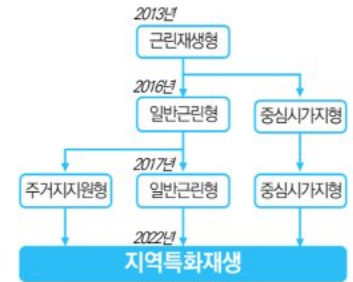 2013년
근린재생형
2016년
일반근린형 중심시가지형
2017년
주거지지원형 일반근린형 중심시가지형
2022년
지역특화재생